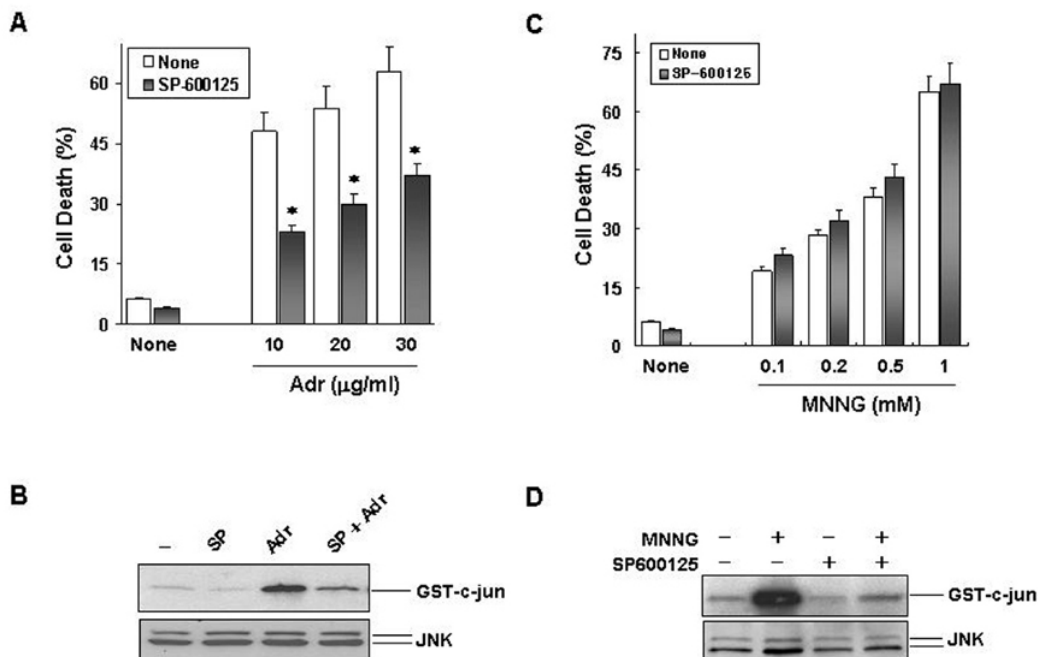 A
None
SP-600125
Cell Death (%)
60
45
30
15
0
*
*
*
None
10
20
30
Adr (μg/ml)
C
None
SP-600125
Cell Death (%)
75
60
45
30
15
0
None
0.1
0.2
0.5
1
MNNG (mM)
B
– SP Adr SP + Adr
GST-c-jun
JNK
D
MNNG – + – +
SP600125 – – + +
GST-c-jun
JNK